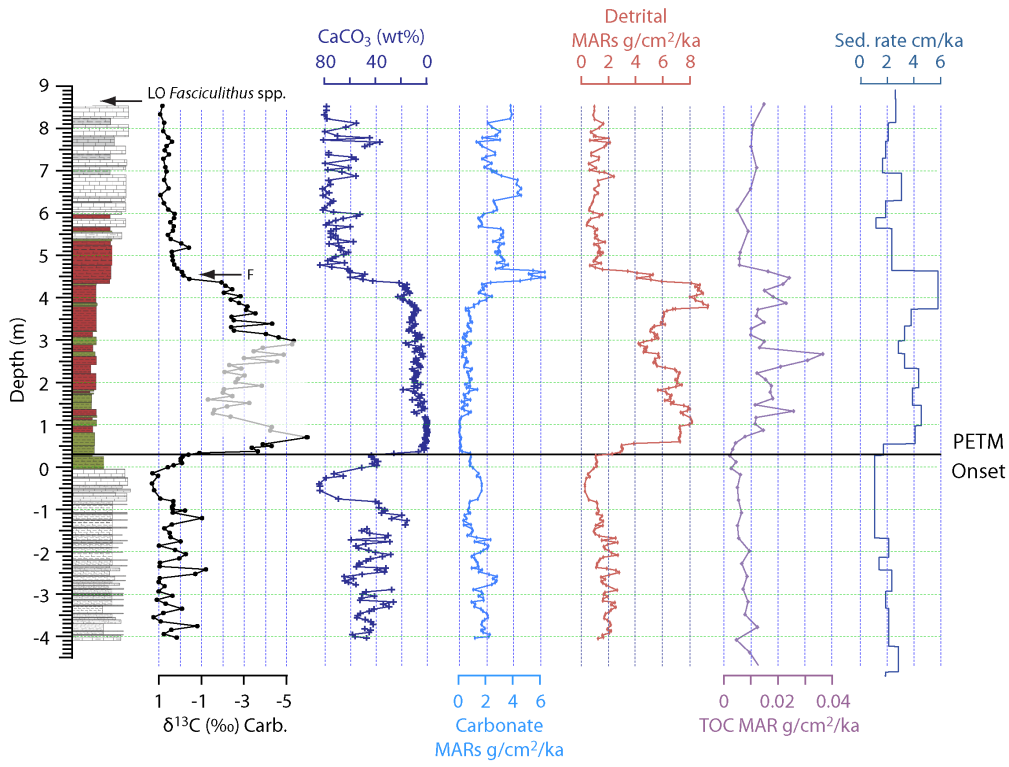 Detrital
CaCO₃ (wt%)
MARs g/cm²/ka
Sed. rate cm/ka
80 40 0
0 2 4 6 8
0 2 4 6
9
LO Fasciculithus spp.
8
7
6
5
F
4
3
Depth (m)
2
1
PETM
0
Onset
-1
-2
-3
-4
1 -1 -3 -5
0 2 4 6
0 0.02 0.04
δ¹³C (‰) Carb.
Carbonate
MARs g/cm²/ka
TOC MAR g/cm²/ka